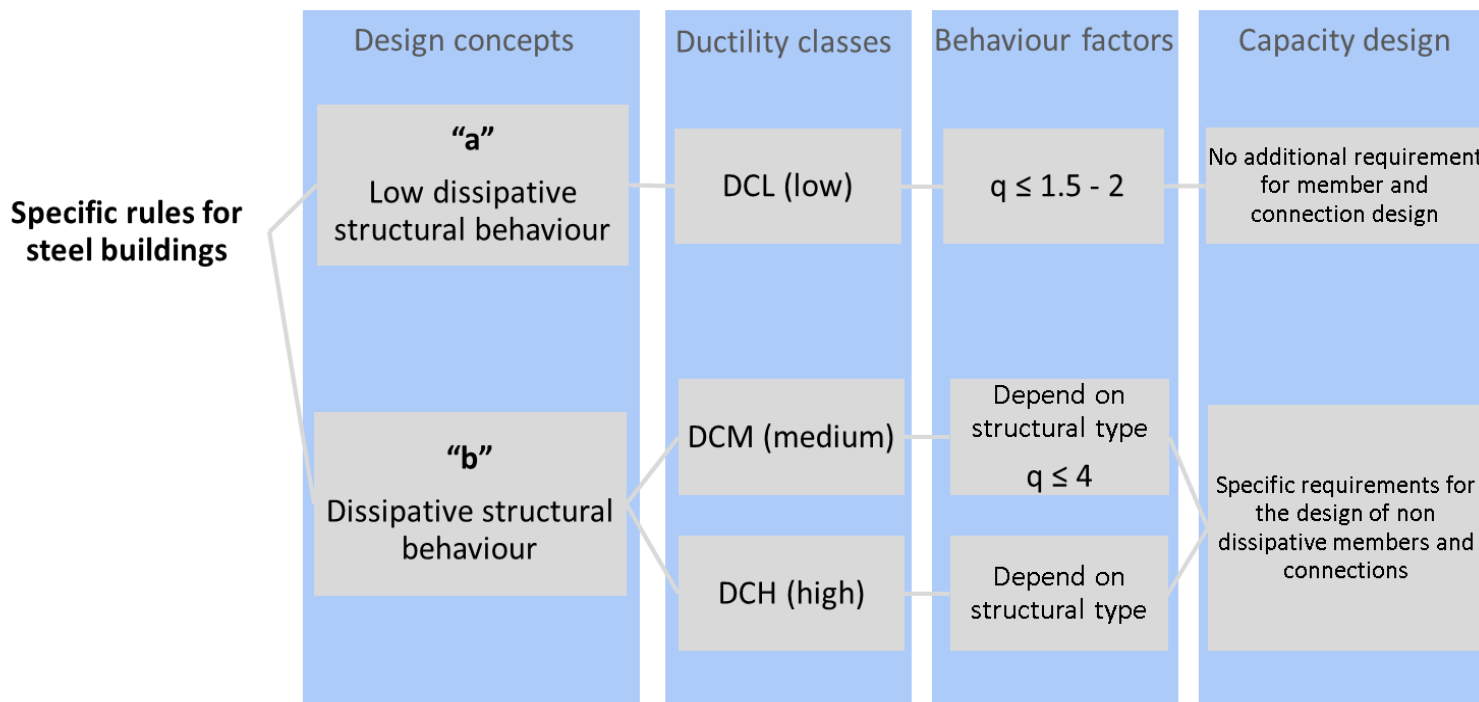 Design concepts
Ductility classes
Behaviour factors
Capacity design
Specific rules for
steel buildings
“a”
Low dissipative
structural behaviour
DCL (low)
q ≤ 1.5 - 2
No additional requirement
for member and
connection design
“b”
Dissipative structural
behaviour
DCM (medium)
Depend on
structural type
q ≤ 4
DCH (high)
Depend on
structural type
Specific requirements for
the design of non
dissipative members and
connections